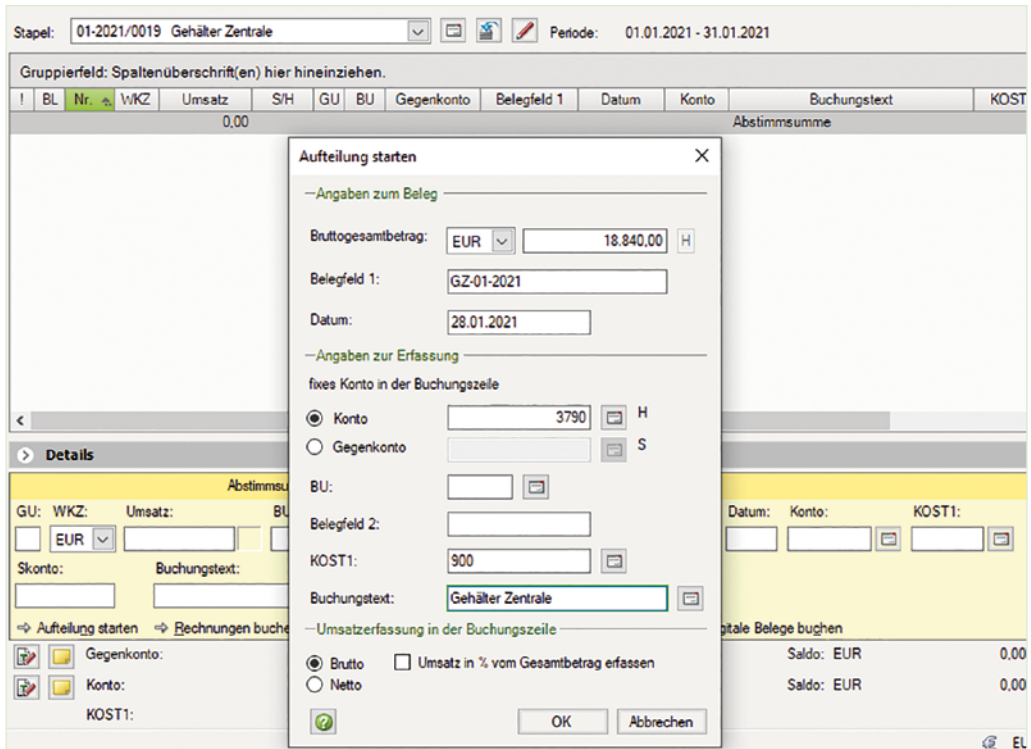 Stapel: 01-2021/0019 Gehälter Zentrale Periode: 01.01.2021 - 31.01.2021
Gruppierfeld: Spaltenüberschrift(en) hier hineinziehen.
! BL Nr. WKZ Umsatz S/H GU BU Gegenkonto Belegfeld 1 Datum Konto Buchungstext KOST
0,00 Abstimmsumme
Aufteilung starten
Angaben zum Beleg
Bruttogesamtbetrag: EUR 18.840,00 H
Belegfeld 1: GZ-01-2021
Datum: 28.01.2021
Angaben zur Erfassung
fixes Konto in der Buchungszeile
Konto 3790 H
Gegenkonto S
BU:
Belegfeld 2:
KOST1: 900
Buchungstext: Gehälter Zentrale
Umsatzerfassung in der Buchungszeile
Brutto Umsatz in % vom Gesamtbetrag erfassen
Netto
OK Abbrechen
Details
Abstimmsu
GU: WKZ: Umsatz: BU Datum: Konto: KOST1:
EUR
Skonto: Buchungstext:
Aufteilung starten Rechnungen buche gitale Belege buchen
Gegenkonto: Saldo: EUR 0,00
Konto: Saldo: EUR 0,00
KOST1:
EU